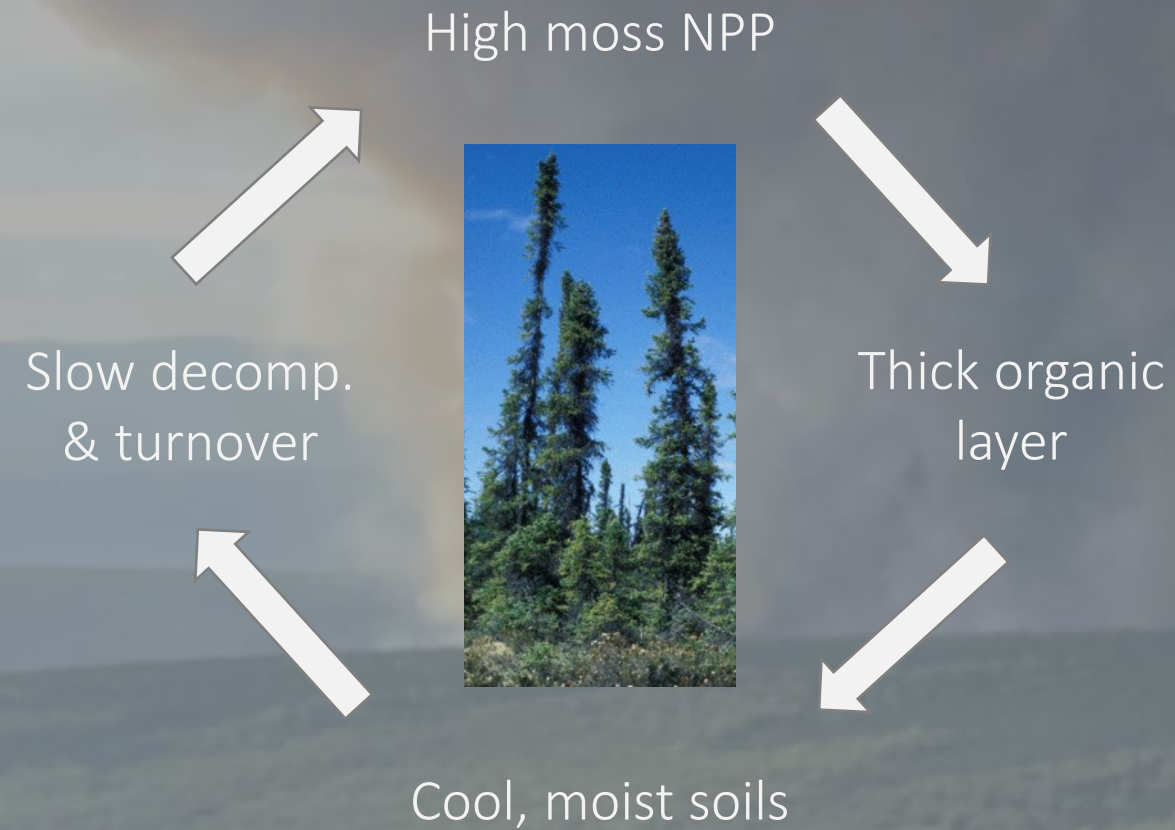 High moss NPP
Slow decomp.
& turnover
Thick organic
layer
Cool, moist soils